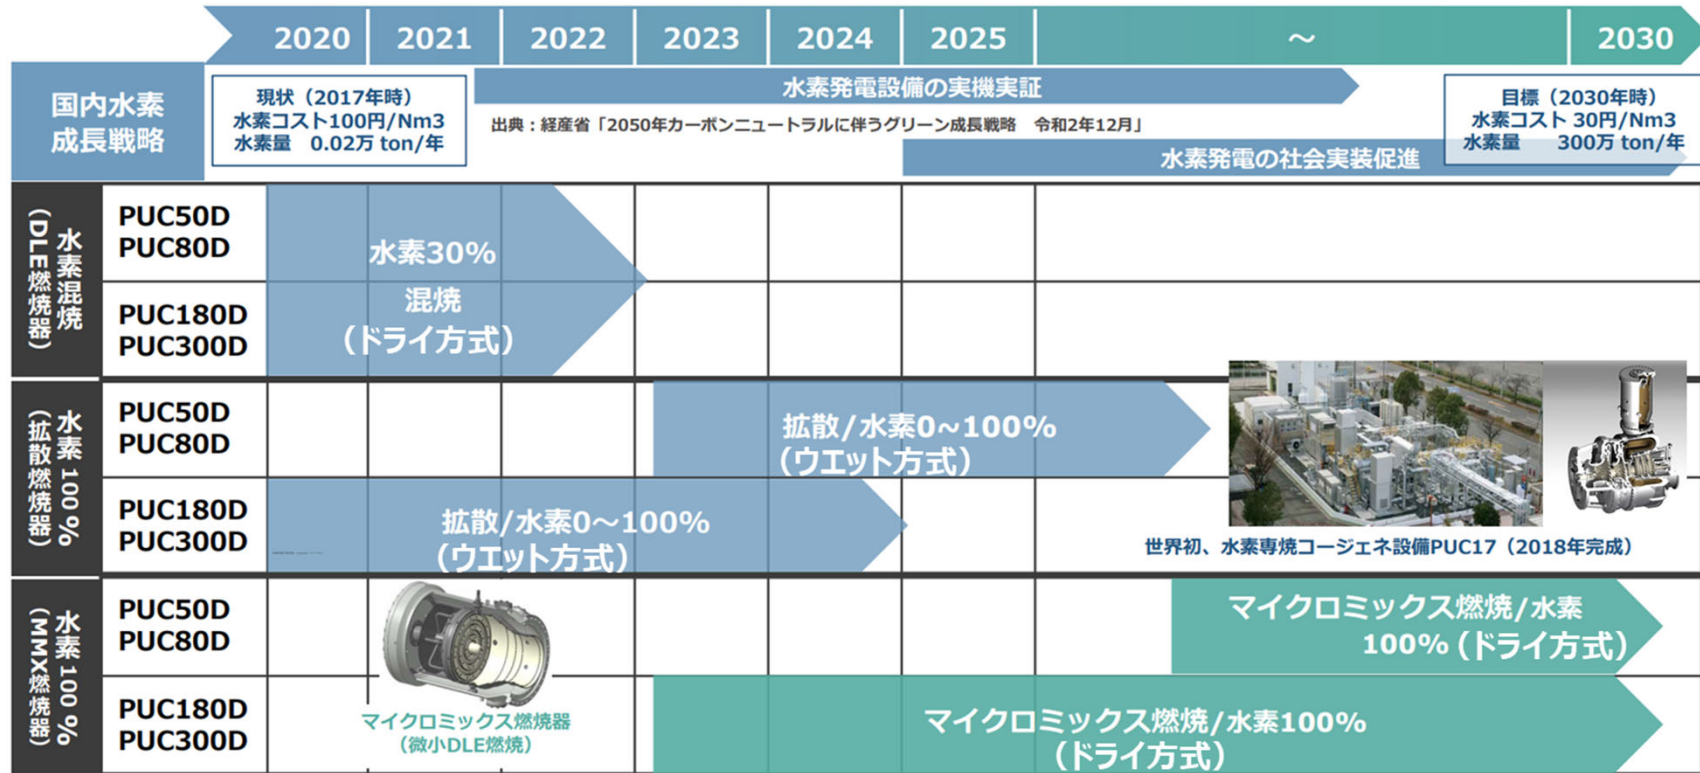 2020 2021 2022 2023 2024 2025 ～ 2030
国内水素
成長戦略
現状（2017年時）
水素コスト100円/Nm3
水素量　0.02万 ton/年
水素発電設備の実機実証
出典：経産省「2050年カーボンニュートラルに伴うグリーン成長戦略　令和2年12月」
水素発電の社会実装促進
目標（2030年時）
水素コスト 30円/Nm3
水素量　　300万 ton/年
水素混焼
（DLE燃焼器）
PUC50D
PUC80D
PUC180D
PUC300D
水素30%
混焼
（ドライ方式）
水素 100 %
（拡散燃焼器）
PUC50D
PUC80D
拡散/水素0~100%
（ウエット方式）
PUC180D
PUC300D
拡散/水素0～100%
（ウエット方式）
世界初、水素専焼コージェネ設備PUC17（2018年完成）
水素 100 %
（MMX燃焼器）
PUC50D
PUC80D
マイクロミックス燃焼/水素
100%（ドライ方式）
PUC180D
PUC300D
マイクロミックス燃焼器
（微小DLE燃焼）
マイクロミックス燃焼/水素100%
（ドライ方式）